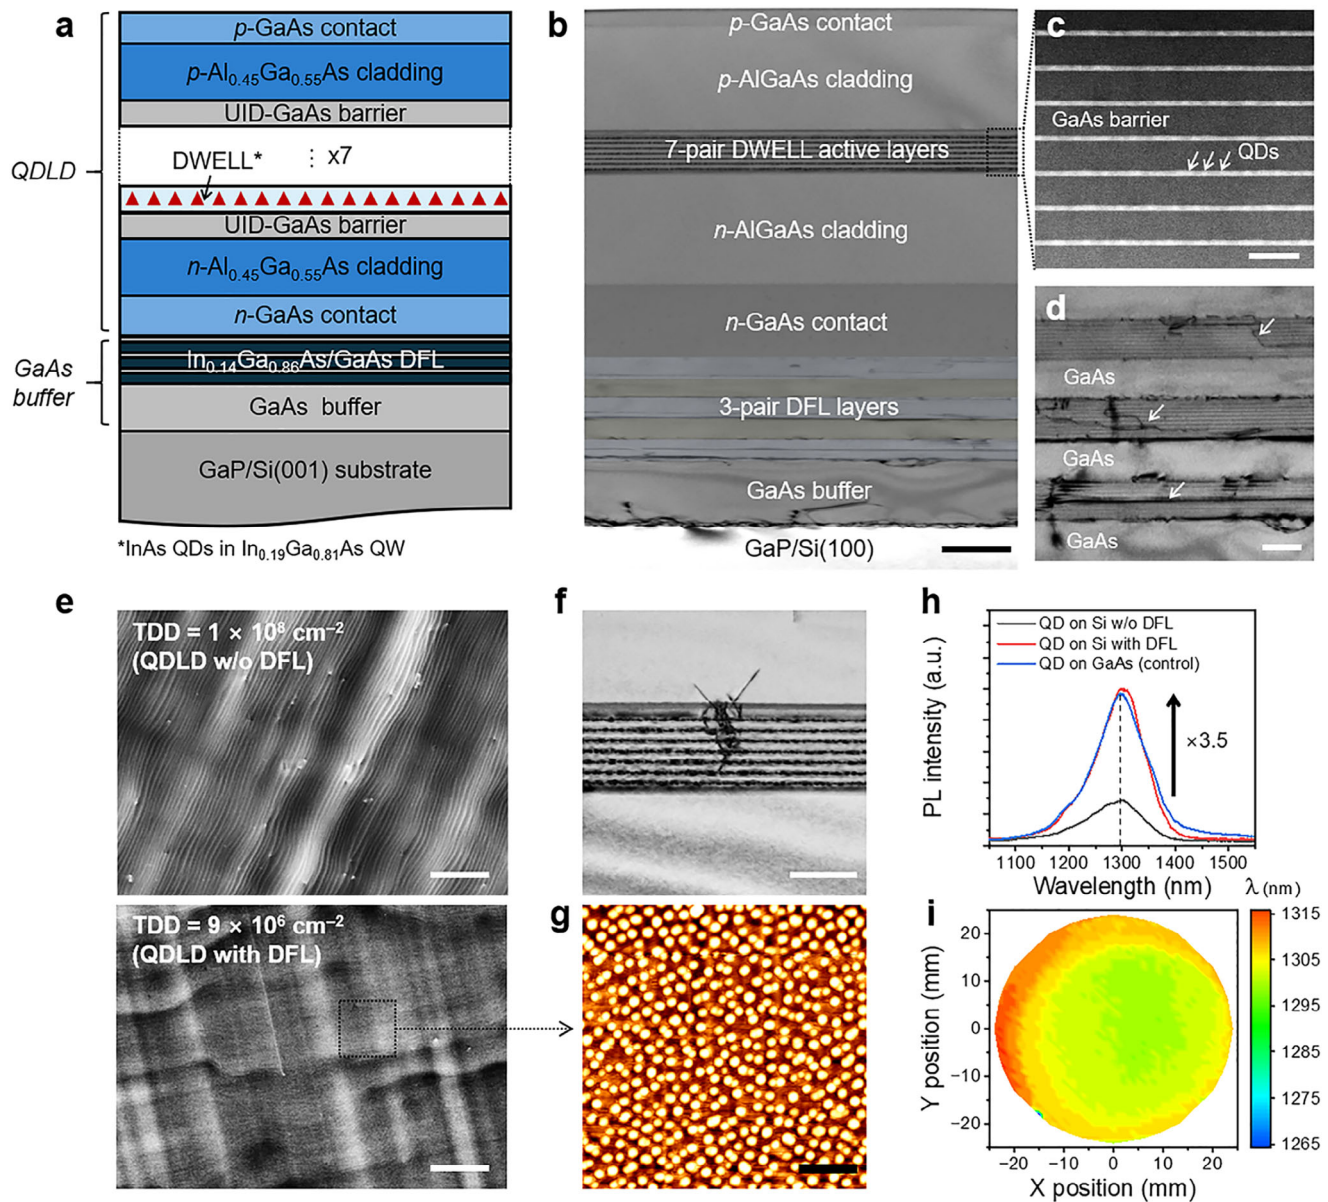 a
p-GaAs contact
p-Al0.45Ga0.55As cladding
UID-GaAs barrier
DWELL* ⋮ x7
UID-GaAs barrier
n-Al0.45Ga0.55As cladding
n-GaAs contact
In0.14Ga0.86As/GaAs DFL
GaAs buffer
GaP/Si(001) substrate
QDLD
GaAs
buffer
*InAs QDs in In0.19Ga0.81As QW
b
p-GaAs contact
p-AlGaAs cladding
7-pair DWELL active layers
n-AlGaAs cladding
n-GaAs contact
3-pair DFL layers
GaAs buffer
GaP/Si(100)
c
GaAs barrier
QDs
d
GaAs
GaAs
GaAs
e
TDD = 1 × 10⁸ cm⁻²
(QDLD w/o DFL)
TDD = 9 × 10⁶ cm⁻²
(QDLD with DFL)
f
g
h
QD on Si w/o DFL
QD on Si with DFL
QD on GaAs (control)
×3.5
PL intensity (a.u.)
1100 1200 1300 1400 1500
Wavelength (nm)
i
λ (nm)
1315
1305
1295
1285
1275
1265
Y position (mm)
20
10
0
−10
−20
−20 −10 0 10 20
X position (mm)